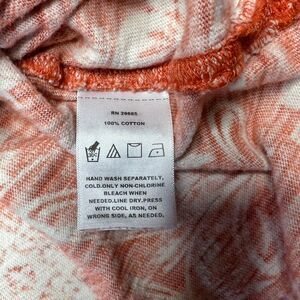 RN 26685
100% COTTON
HAND WASH SEPARATELY,
COLD.ONLY NON-CHLORINE
BLEACH WHEN
NEEDED.LINE DRY.PRESS
WITH COOL IRON, ON
WRONG SIDE, AS NEEDED.